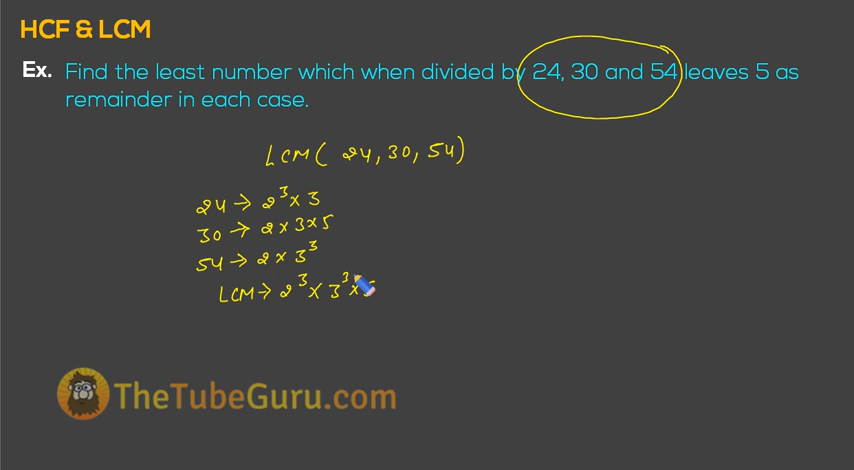 HCF & LCM
Ex. Find the least number which when divided by 24, 30 and 54 leaves 5 as
remainder in each case.
LCM( 24, 30, 54)
24 → 2³ × 3
30 → 2 × 3 × 5
54 → 2 × 3³
LCM → 2³ × 3³ ×
TheTubeGuru.com